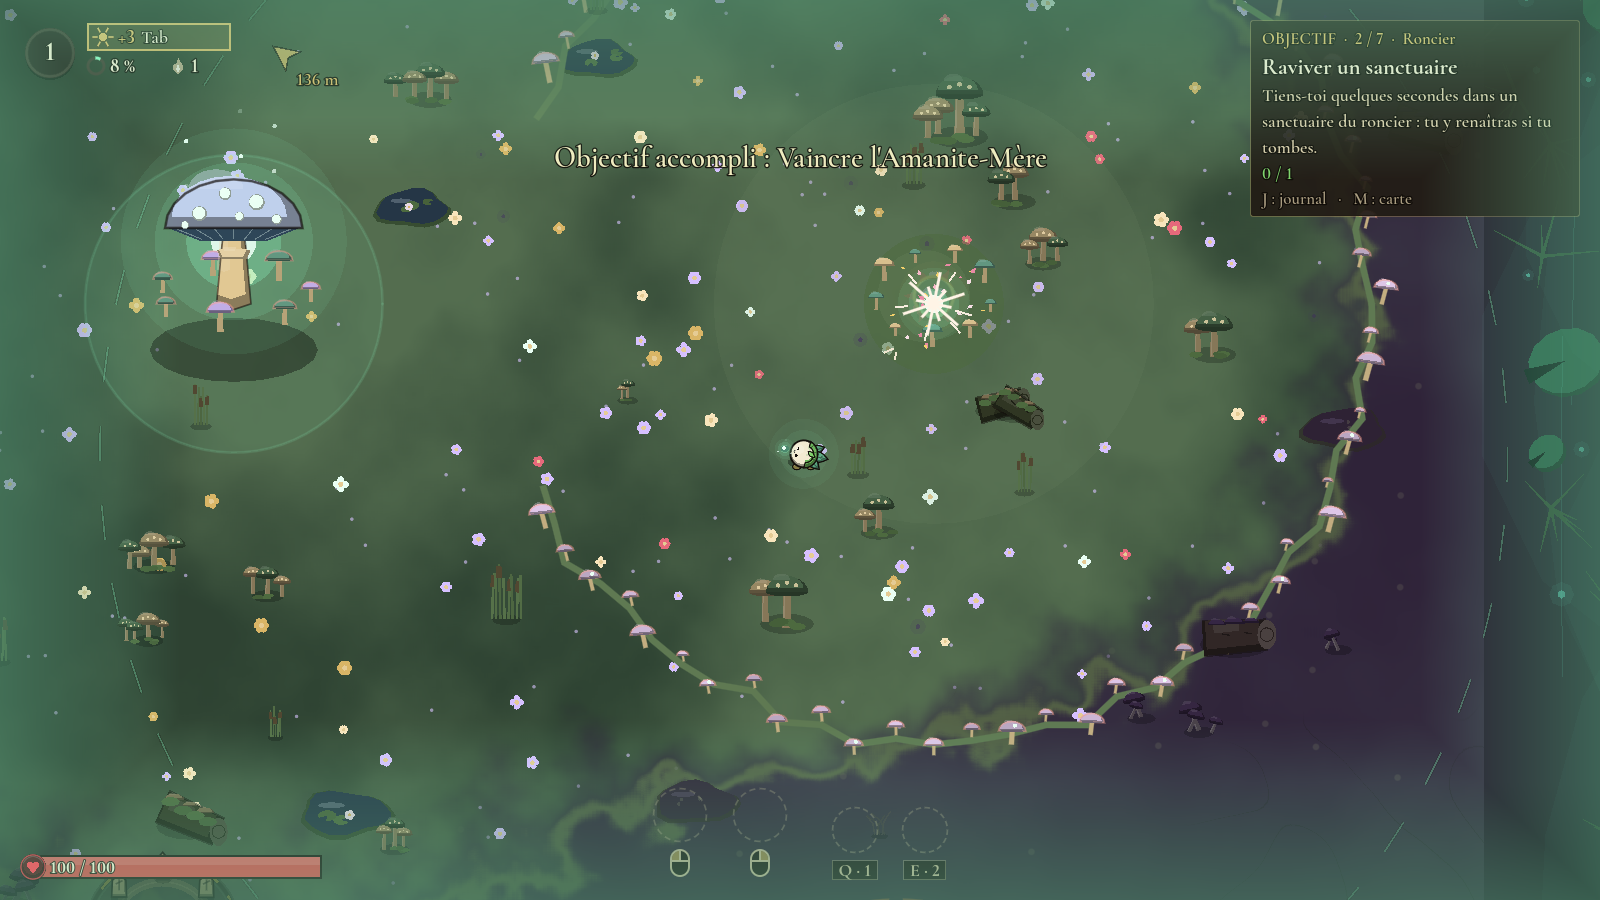 1
+3 Tab
8 %
1
136 m
OBJECTIF · 2 / 7 · Roncier
Raviver un sanctuaire
Tiens-toi quelques secondes dans un
sanctuaire du roncier : tu y renaîtras si tu
tombes.
0 / 1
J : journal · M : carte
Objectif accompli : Vaincre l'Amanite-Mère
100 / 100
Q · 1
E · 2